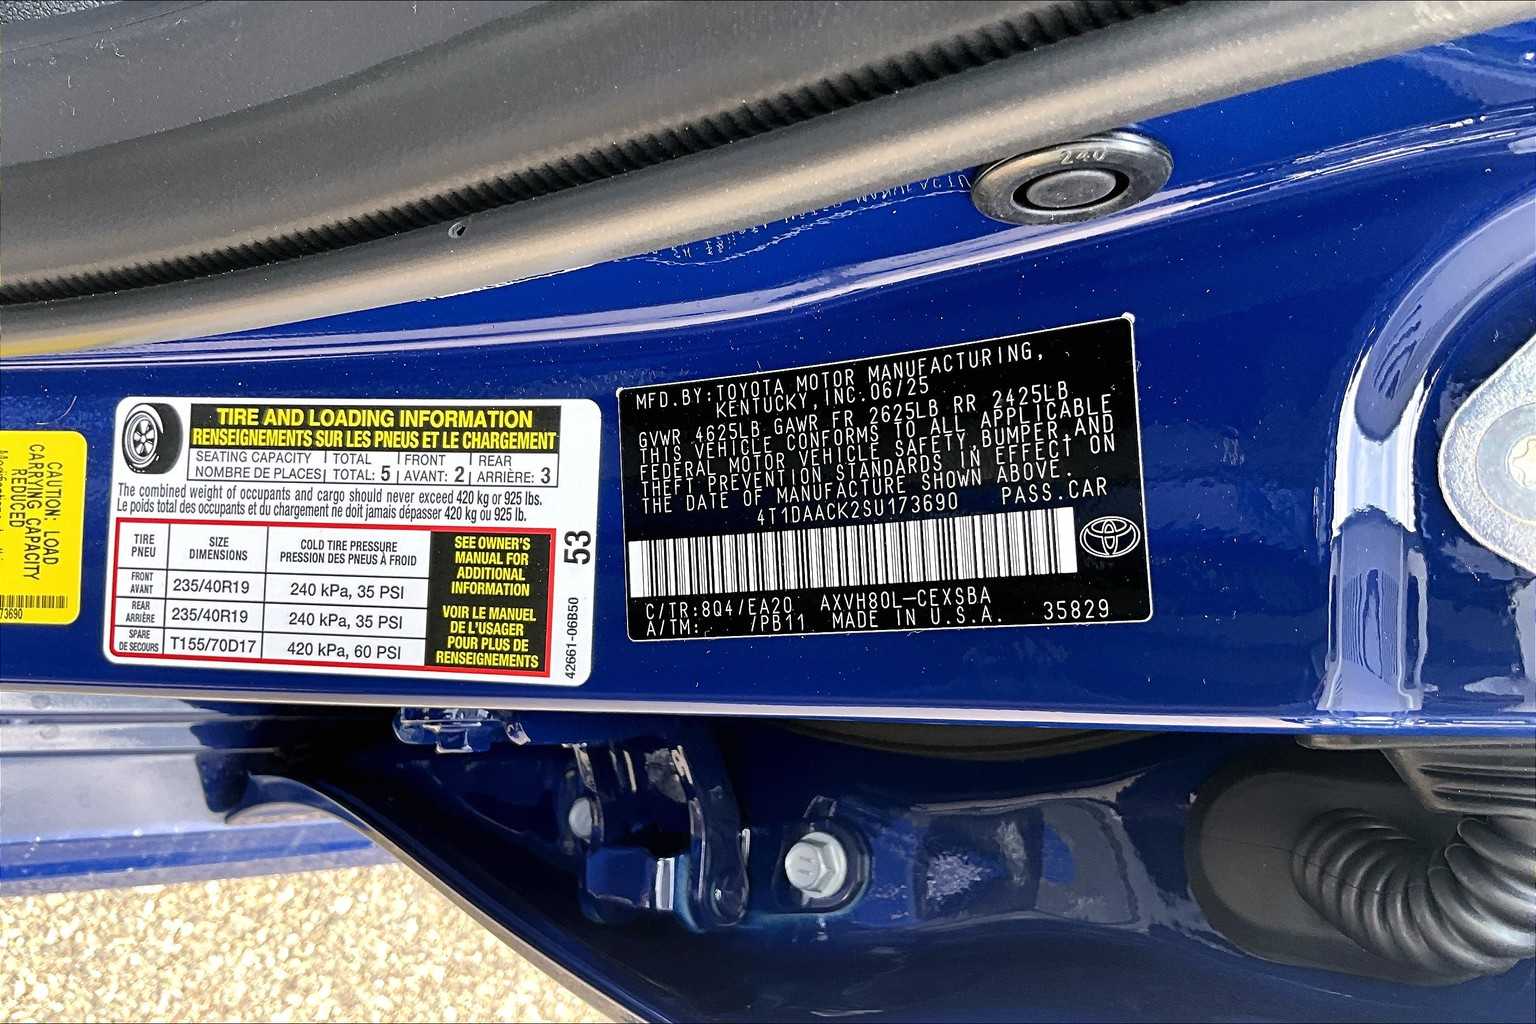 240
CAUTION: LOAD
CARRYING CAPACITY
REDUCED
73690
TIRE AND LOADING INFORMATION
RENSEIGNEMENTS SUR LES PNEUS ET LE CHARGEMENT
SEATING CAPACITY TOTAL FRONT REAR
NOMBRE DE PLACES TOTAL: 5 AVANT: 2 ARRIÈRE: 3
The combined weight of occupants and cargo should never exceed 420 kg or 925 lbs.
Le poids total des occupants et du chargement ne doit jamais dépasser 420 kg ou 925 lb.
TIRE SIZE COLD TIRE PRESSURE
PNEU DIMENSIONS PRESSION DES PNEUS À FROID
FRONT
AVANT 235/40R19 240 kPa, 35 PSI
REAR
ARRIÈRE 235/40R19 240 kPa, 35 PSI
SPARE
DE SECOURS T155/70D17 420 kPa, 60 PSI
SEE OWNER'S
MANUAL FOR
ADDITIONAL
INFORMATION
VOIR LE MANUEL
DE L'USAGER
POUR PLUS DE
RENSEIGNEMENTS
53
42661-06B50
MFD.BY:TOYOTA MOTOR MANUFACTURING,
KENTUCKY, INC.06/25
GVWR 4625LB GAWR FR 2625LB RR 2425LB
THIS VEHICLE CONFORMS TO ALL APPLICABLE
FEDERAL MOTOR VEHICLE SAFETY,BUMPER,AND
THEFT PREVENTION STANDARDS IN EFFECT ON
THE DATE OF MANUFACTURE SHOWN ABOVE.
4T1DAACK2SU173690 PASS.CAR
C/TR:8Q4/EA20 AXVH80L-CEXSBA
A/TM: /PB11 MADE IN U.S.A. 35829